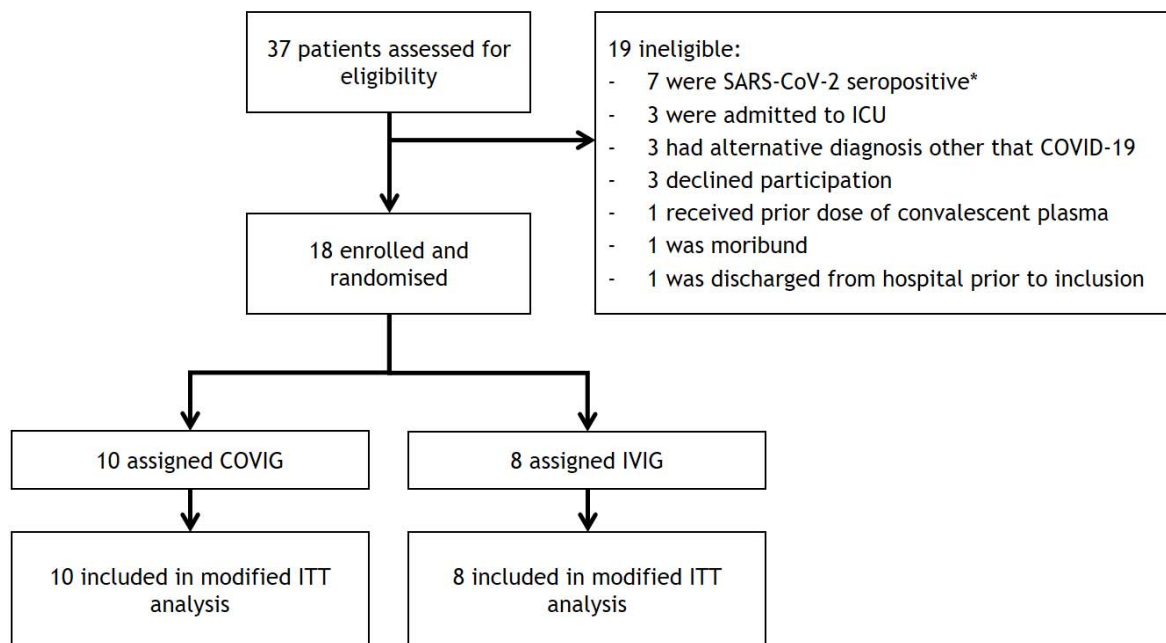 37 patients assessed for
eligibility
19 ineligible:
- 7 were SARS-CoV-2 seropositive*
- 3 were admitted to ICU
- 3 had alternative diagnosis other that COVID-19
- 3 declined participation
- 1 received prior dose of convalescent plasma
- 1 was moribund
- 1 was discharged from hospital prior to inclusion
18 enrolled and
randomised
10 assigned COVIG
8 assigned IVIG
10 included in modified ITT
analysis
8 included in modified ITT
analysis